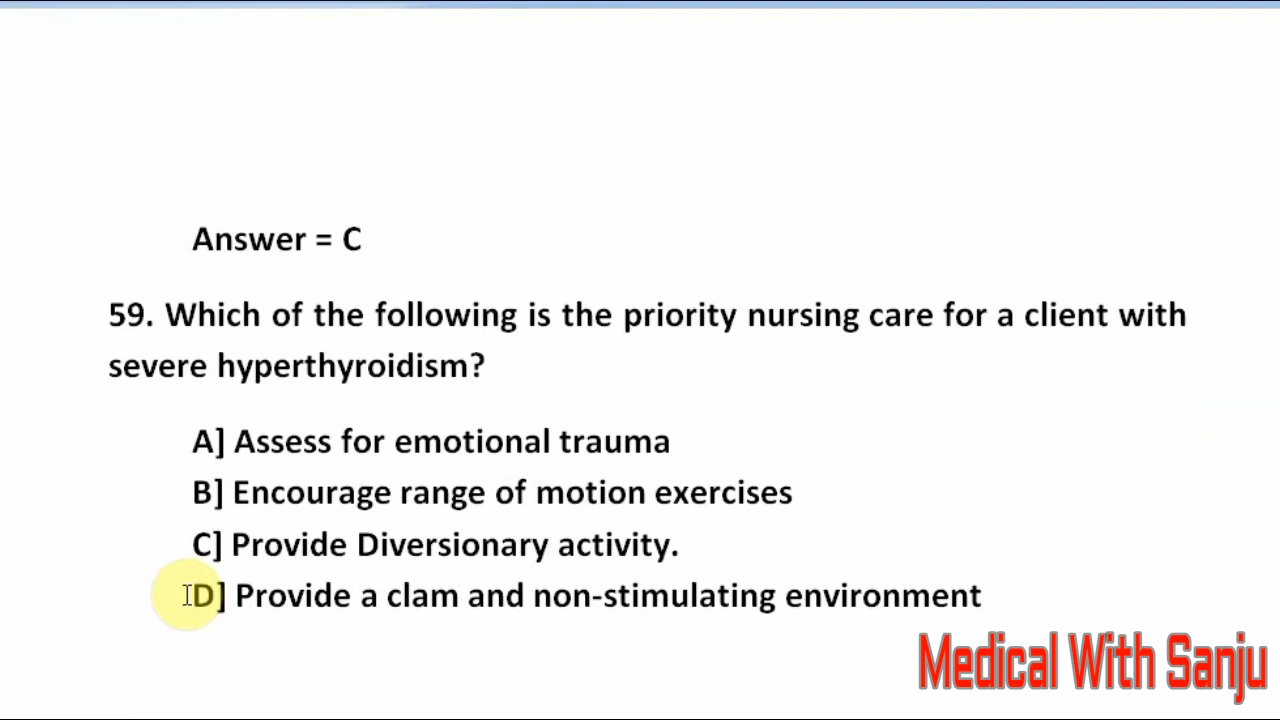 Answer = C
59. Which of the following is the priority nursing care for a client with
severe hyperthyroidism?
A] Assess for emotional trauma
B] Encourage range of motion exercises
C] Provide Diversionary activity.
D] Provide a clam and non-stimulating environment
Medical With Sanju